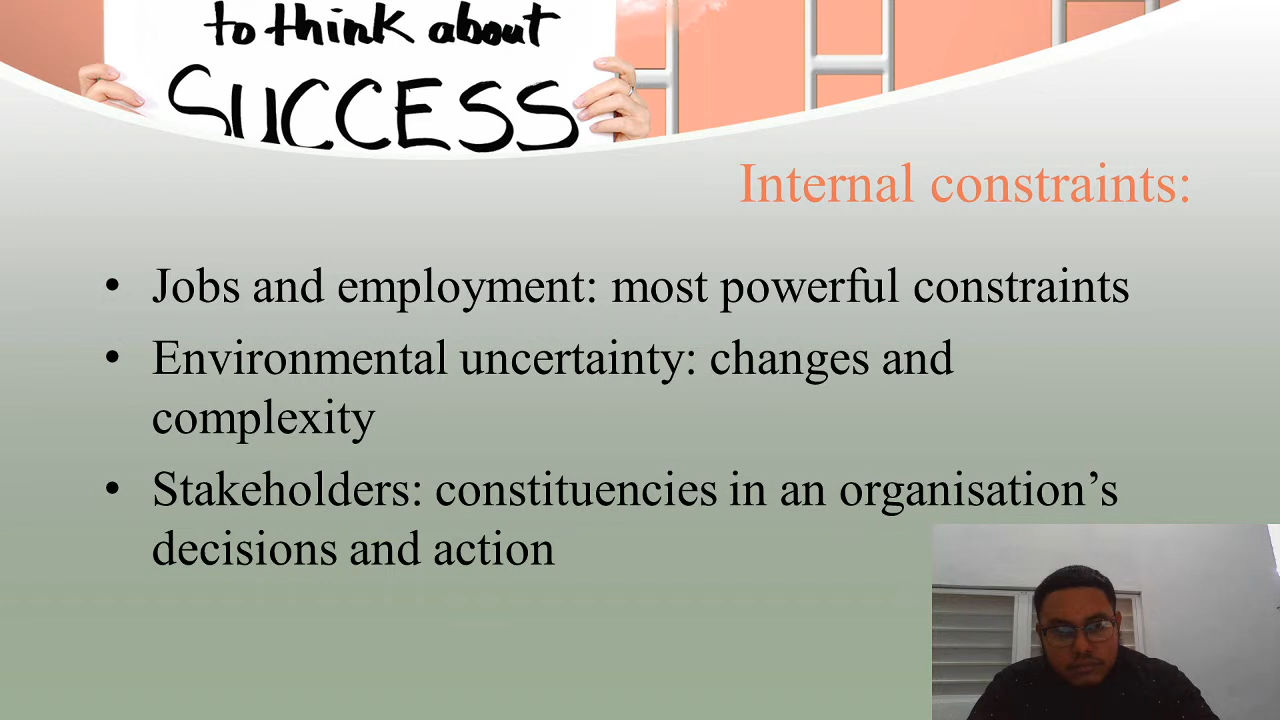 to think about
SUCCESS
Internal constraints:
• Jobs and employment: most powerful constraints
• Environmental uncertainty: changes and
complexity
• Stakeholders: constituencies in an organisation’s
decisions and action